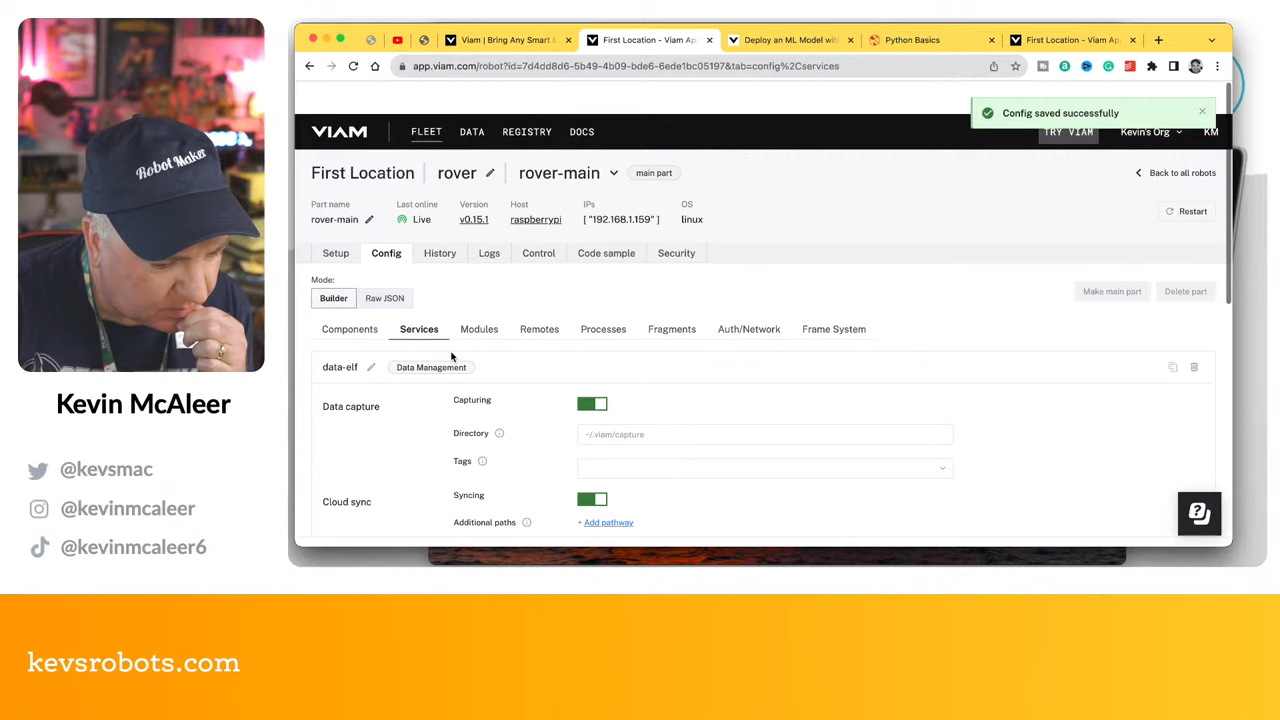 Robot Maker
Kevin McAleer
@kevsmac
@kevinmcaleer
@kevinmcaleer6
kevsrobots.com
Viam | Bring Any Smart M
First Location - Viam Ap
Deploy an ML Model with
Python Basics
First Location - Viam Ap
app.viam.com/robot?id=7d4dd8d6-5b49-4b09-bde6-6ede1bc05197&tab=config%2Cservices
Config saved successfully
VIAM FLEET DATA REGISTRY DOCS TRY VIAM Kevin's Org KM
First Location rover rover-main main part Back to all robots
Part name Last online Version Host IPs OS
rover-main Live v0.15.1 raspberrypi [ "192.168.1.159" ] linux Restart
Setup Config History Logs Control Code sample Security
Mode:
Builder Raw JSON Make main part Delete part
Components Services Modules Remotes Processes Fragments Auth/Network Frame System
data-elf Data Management
Data capture Capturing
Directory ~/.viam/capture
Tags
Cloud sync Syncing
Additional paths + Add pathway